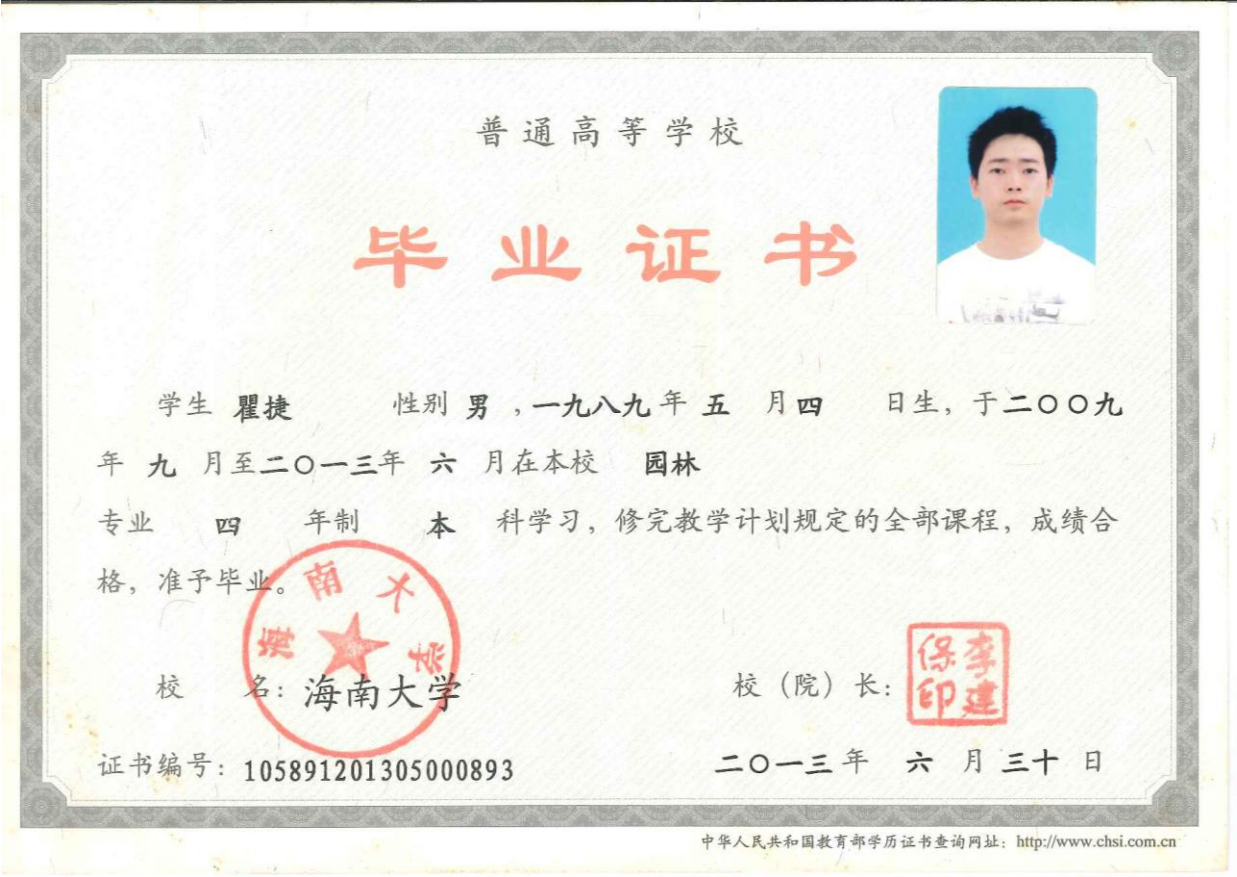 普通高等学校
毕业证书
学生 瞿捷 性别 男 ，一九八九年 五 月四 日生，于二〇〇九
年 九 月至二〇一三年 六 月在本校 园林
专业 四 年制 本 科学习，修完教学计划规定的全部课程，成绩合
格，准予毕业。
海南大学
校 名：海南大学
校（院）长：
李建保印
证书编号：105891201305000893
二〇一三年 六 月 三十 日
中华人民共和国教育部学历证书查询网址：http://www.chsi.com.cn